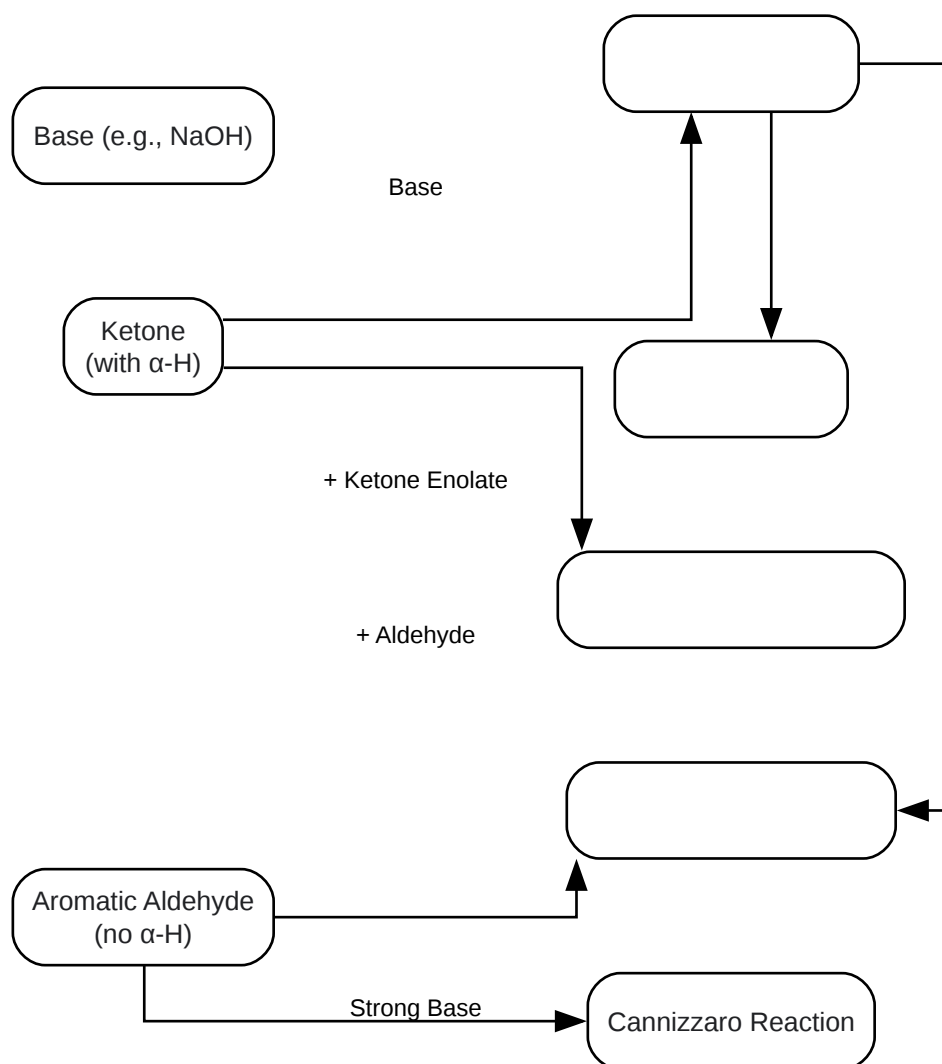 Base (e.g., NaOH)
Base
Ketone
(with α-H)
+ Ketone Enolate
+ Aldehyde
Aromatic Aldehyde
(no α-H)
Strong Base
Cannizzaro Reaction